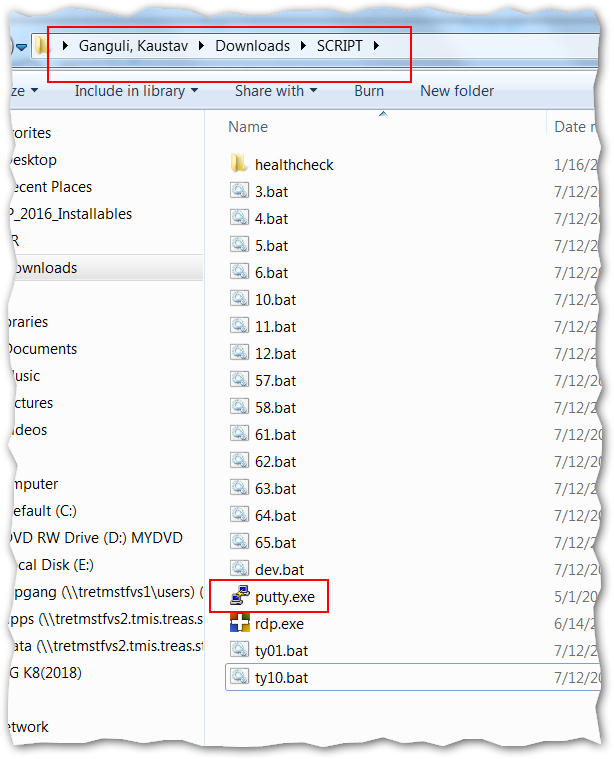 Ganguli, Kaustav Downloads SCRIPT
ze Include in library Share with Burn New folder
Name Date m
orites
esktop
ecent Places
P_2016_Installables
R
ownloads
braries
Documents
usic
ctures
deos
mputer
efault (C:)
VD RW Drive (D:) MYDVD
cal Disk (E:)
pgang (\\tretmstfvs1\users) (
pps (\\tretmstfvs2.tmis.treas.s
ata (\\tretmstfvs2.tmis.treas.st
G K8(2018)
etwork
healthcheck 1/16/2
3.bat 7/12/20
4.bat 7/12/2
5.bat 7/12/2
6.bat 7/12/2
10.bat 7/12/20
11.bat 7/12/2
12.bat 7/12/2
57.bat 7/12/20
58.bat 7/12/2
61.bat 7/12/20
62.bat 7/12/2
63.bat 7/12/2
64.bat 7/12/2
65.bat 7/12/2
dev.bat 7/12/20
putty.exe 5/1/20
rdp.exe 6/14/2
ty01.bat 7/12/20
ty10.bat 7/12/2